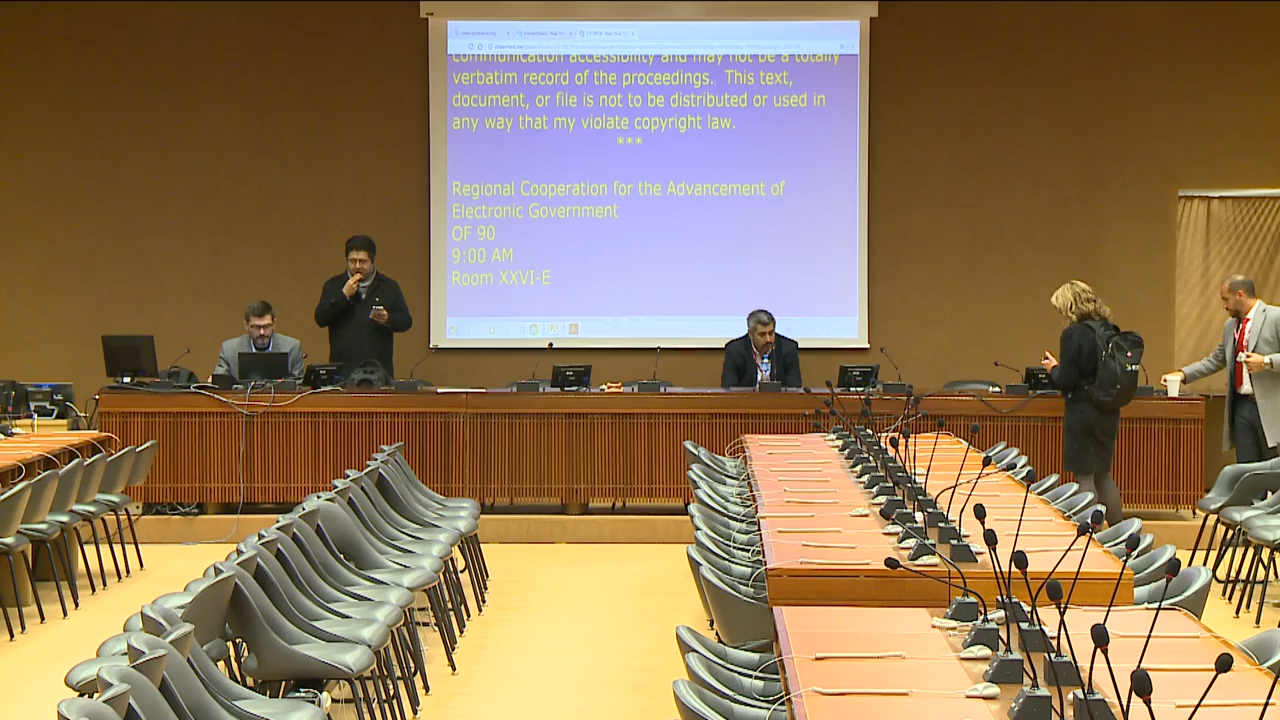 communication accessibility and may not be a totally
verbatim record of the proceedings. This text,
document, or file is not to be distributed or used in
any way that my violate copyright law.
***
Regional Cooperation for the Advancement of
Electronic Government
OF 90
9:00 AM
Room XXVI-E